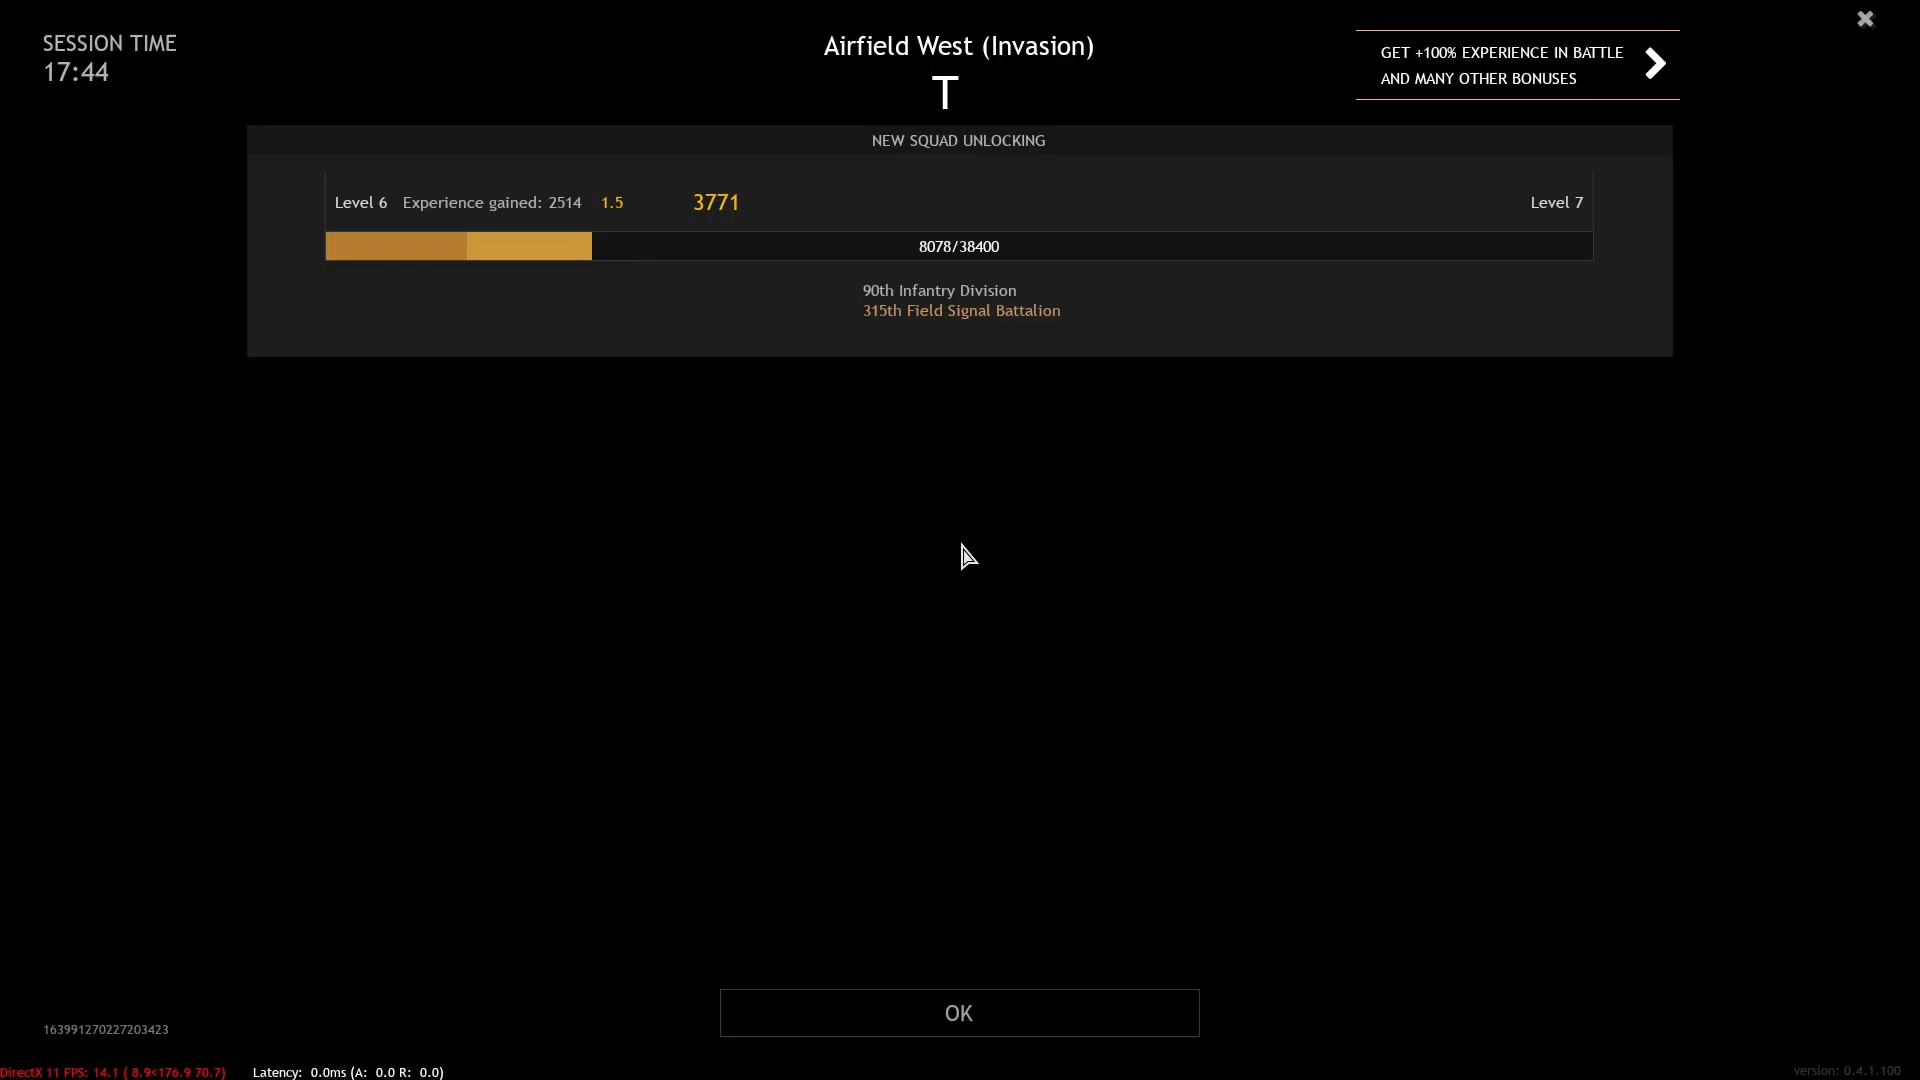 SESSION TIME
17:44
Airfield West (Invasion)
T
GET +100% EXPERIENCE IN BATTLE
AND MANY OTHER BONUSES
NEW SQUAD UNLOCKING
Level 6 Experience gained: 2514 1.5 3771 Level 7
8078/38400
90th Infantry Division
315th Field Signal Battalion
OK
163991270227203423
DirectX 11 FPS: 14.1 ( 8.9<176.9 70.7) Latency: 0.0ms (A: 0.0 R: 0.0)
version: 0.4.1.100